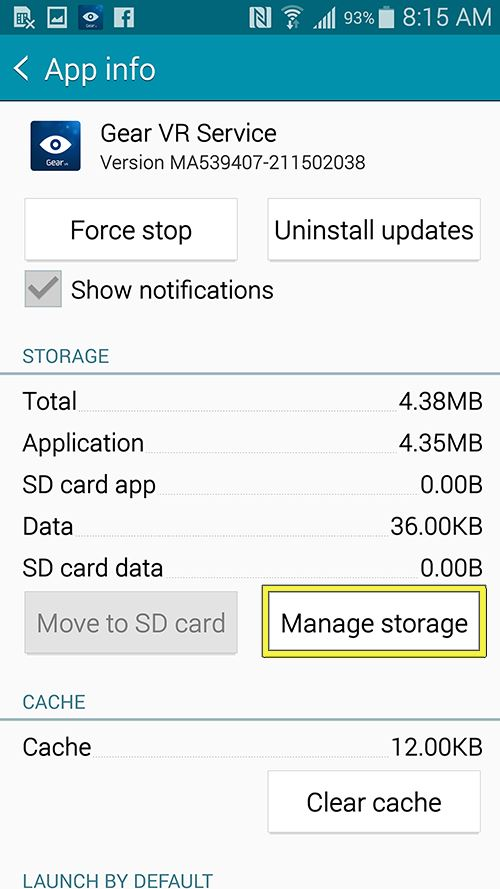 93% 8:15 AM
App info
Gear VR Service
Version MA539407-211502038
Gear VR
Force stop
Uninstall updates
Show notifications
STORAGE
Total 4.38MB
Application 4.35MB
SD card app 0.00B
Data 36.00KB
SD card data 0.00B
Move to SD card
Manage storage
CACHE
Cache 12.00KB
Clear cache
LAUNCH BY DEFAULT